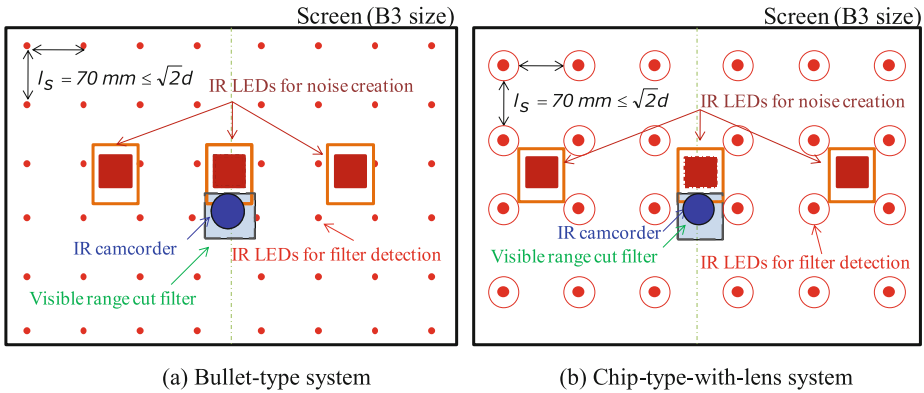 Screen (B3 size)
l_s = 70 mm ≤ √2d
IR LEDs for noise creation
IR camcorder
IR LEDs for filter detection
Visible range cut filter
(a) Bullet-type system
Screen (B3 size)
l_s = 70 mm ≤ √2d
IR LEDs for noise creation
IR camcorder
Visible range cut filter
IR LEDs for filter detection
(b) Chip-type-with-lens system